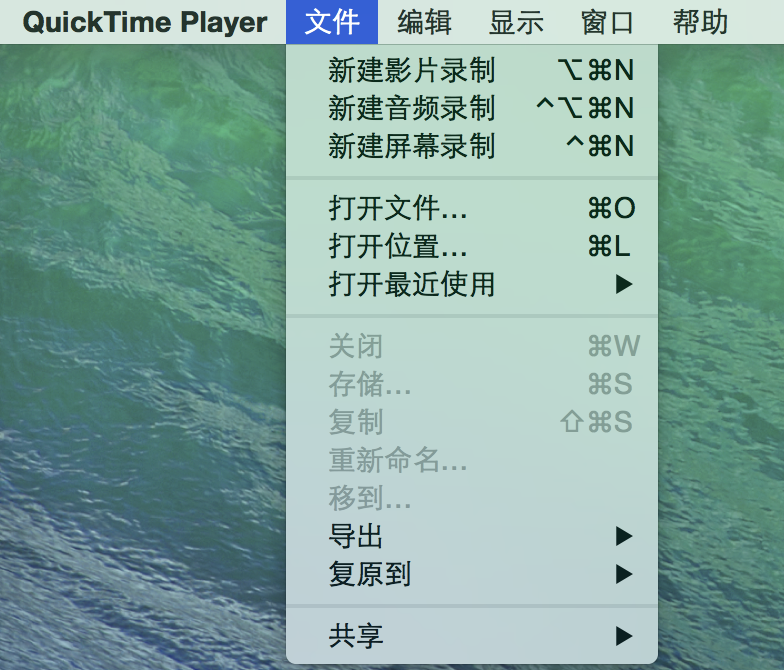 QuickTime Player 文件 编辑 显示 窗口 帮助
新建影片录制 ⌥⌘N
新建音频录制 ^⌥⌘N
新建屏幕录制 ^⌘N
打开文件... ⌘O
打开位置... ⌘L
打开最近使用 ▶
关闭 ⌘W
存储... ⌘S
复制 ⇧⌘S
重新命名...
移到...
导出 ▶
复原到 ▶
共享 ▶